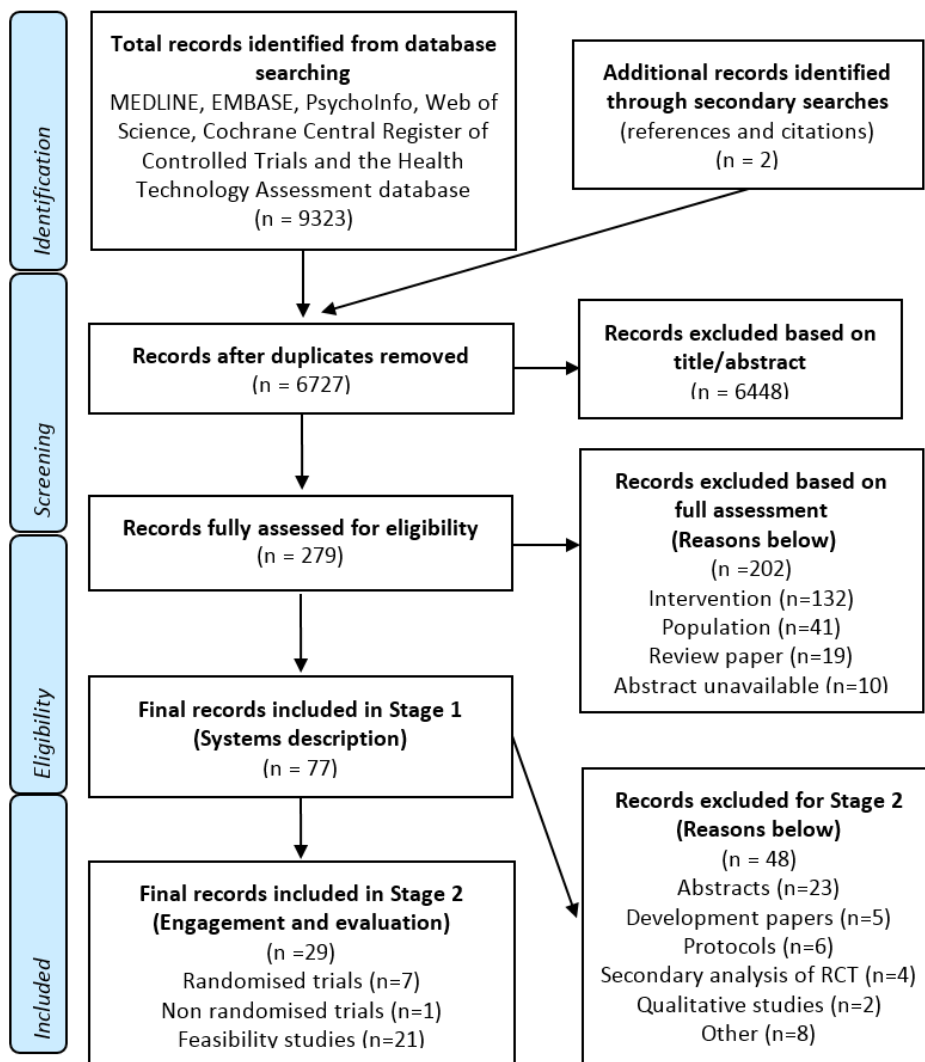 Identification
Total records identified from database
searching
MEDLINE, EMBASE, PsychoInfo, Web of
Science, Cochrane Central Register of
Controlled Trials and the Health
Technology Assessment database
(n = 9323)
Additional records identified
through secondary searches
(references and citations)
(n = 2)
Screening
Records after duplicates removed
(n = 6727)
Records excluded based on
title/abstract
n = 6448)
Records fully assessed for eligibility
(n = 279)
Records excluded based on
full assessment
(Reasons below)
(n =202)
Intervention (n=132)
Population (n=41)
Review paper (n=19)
Abstract unavailable (n=10)
Eligibility
Final records included in Stage 1
(Systems description)
(n = 77)
Records excluded for Stage 2
(Reasons below)
(n = 48)
Abstracts (n=23)
Development papers (n=5)
Protocols (n=6)
Secondary analysis of RCT (n=4)
Qualitative studies (n=2)
Other (n=8)
Included
Final records included in Stage 2
(Engagement and evaluation)
(n =29)
Randomised trials (n=7)
Non randomised trials (n=1)
Feasibility studies (n=21)